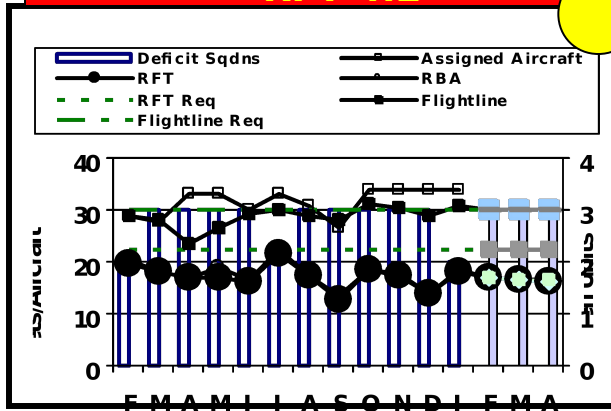 Deficit Sqdns Assigned Aircraft
RFT RBA
RFT Req Flightline
Flightline Req
40 4
30 3
20
10 1
0 0
F M A M J J A S O N D J F M A